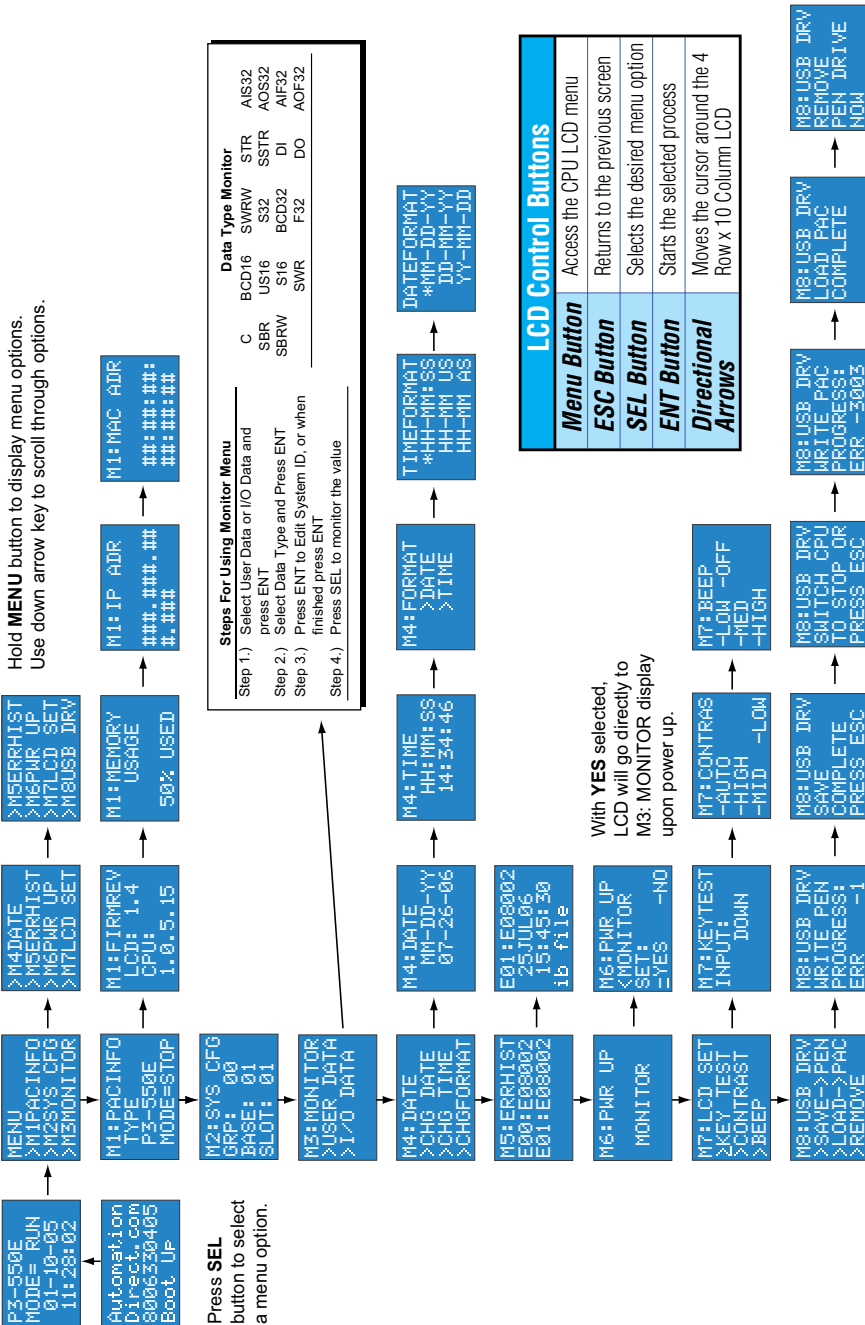 Hold MENU button to display menu options.
Use down arrow key to scroll through options.
P3-550E
MODE= RUN
01-10-05
11:28:02
Automation
Direct.com
8006330405
Boot Up
Press SEL
button to select
a menu option.
MENU
>M1PACINFO
>M2SYS CFG
>M3MONITOR
>M4DATE
>M5ERRHIST
>M6PWR UP
>M7LCD SET
>M5ERRHIST
>M6PWR UP
>M7LCD SET
>M8USB DRV
M1:PACINFO
TYPE
P3-550E
MODE=STOP
M1:FIRMREV
LCD: 1.4
CPU:
1.0.5.15
M1:MEMORY
USAGE
50% USED
M1:IP ADR
###.###.##
#.###
M1:MAC ADR
##:##:##:
##:##:##
M2:SYS CFG
GRP: 00
BASE: 01
SLOT: 01
M3:MONITOR
>USER DATA
>I/O DATA
Steps For Using Monitor Menu
Step 1.) Select User Data or I/O Data and
press ENT
Step 2.) Select Data Type and Press ENT
Step 3.) Press ENT to Edit System ID, or when
finished press ENT
Step 4.) Press SEL to monitor the value
Data Type Monitor
C BCD16 SWRW STR AIS32
SBR US16 S32 SSTR AOS32
SBRW S16 BCD32 DI AIF32
SWR F32 DO AOF32
M4:DATE
>CHG DATE
>CHG TIME
>CHGFORMAT
M4:DATE
MM-DD-YY
07-26-06
M4:TIME
HH:MM:SS
14:34:46
M4:FORMAT
>DATE
>TIME
TIMEFORMAT
*HH-MM:SS
HH-MM US
HH-MM AS
DATEFORMAT
*MM-DD-YY
DD-MM-YY
YY-MM-DD
M5:ERRHIST
E00:E08002
E01:E08002
E01:E08002
25JUL06
15:45:30
ib file
M6:PWR UP
MONITOR
M6:PWR UP
<MONITOR
SET:
-YES -NO
With YES selected,
LCD will go directly to
M3: MONITOR display
upon power up.
M7:LCD SET
>KEY TEST
>CONTRAST
>BEEP
M7:KEYTEST
INPUT:
DOWN
M7:CONTRAS
-AUTO
-HIGH
-MID -LOW
M7:BEEP
-LOW -OFF
-MED
-HIGH
M8:USB DRV
>SAVE->PEN
>LOAD->PAC
>REMOVE
M8:USB DRV
WRITE PEN
PROGRESS:
ERR -1
M8:USB DRV
SAVE
COMPLETE
PRESS ESC
M8:USB DRV
SWITCH CPU
TO STOP OR
PRESS ESC
M8:USB DRV
WRITE PAC
PROGRESS:
ERR -3003
M8:USB DRV
LOAD PAC
COMPLETE
M8:USB DRV
REMOVE
PEN DRIVE
NOW
LCD Control Buttons
Menu Button Access the CPU LCD menu
ESC Button Returns to the previous screen
SEL Button Selects the desired menu option
ENT Button Starts the selected process
Directional
Arrows
Moves the cursor around the 4
Row x 10 Column LCD